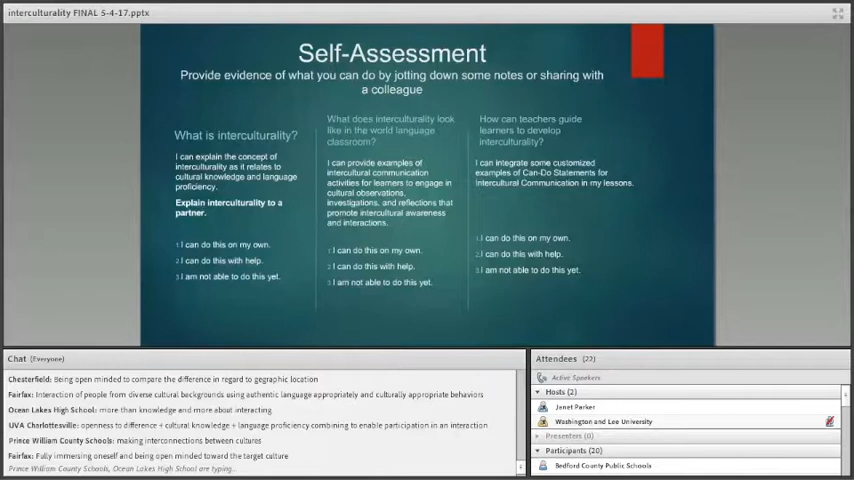 interculturality FINAL 5-4-17.pptx
Self-Assessment
Provide evidence of what you can do by jotting down some notes or sharing with
a colleague
What is interculturality?
I can explain the concept of
interculturality as it relates to
cultural knowledge and language
proficiency.
Explain interculturality to a
partner.
1.I can do this on my own.
2.I can do this with help.
3.I am not able to do this yet.
What does interculturality look
like in the world language
classroom?
I can provide examples of
intercultural communication
activities for learners to engage in
cultural observations,
investigations, and reflections that
promote intercultural awareness
and interactions.
1.I can do this on my own.
2.I can do this with help.
3.I am not able to do this yet.
How can teachers guide
learners to develop
interculturality?
I can integrate some customized
examples of Can-Do Statements for
Intercultural Communication in my lessons.
1.I can do this on my own.
2.I can do this with help.
3.I am not able to do this yet.
Chat (Everyone)
Chesterfield: Being open minded to compare the difference in regard to gegraphic location
Fairfax: Interaction of people from diverse cultural backgrounds using authentic language appropriately and culturally appropriate behaviors
Ocean Lakes High School: more than knowledge and more about interacting
UVA Charlottesville: openness to difference + cultural knowledge + language proficiency combining to enable participation in an interaction
Prince William County Schools: making interconnections between cultures
Fairfax: Fully immersing oneself and being open minded toward the target culture
Prince William County Schools, Ocean Lakes High School are typing...
Attendees (22)
Active Speakers
Hosts (2)
Janet Parker
Washington and Lee University
Presenters (0)
Participants (20)
Bedford County Public Schools